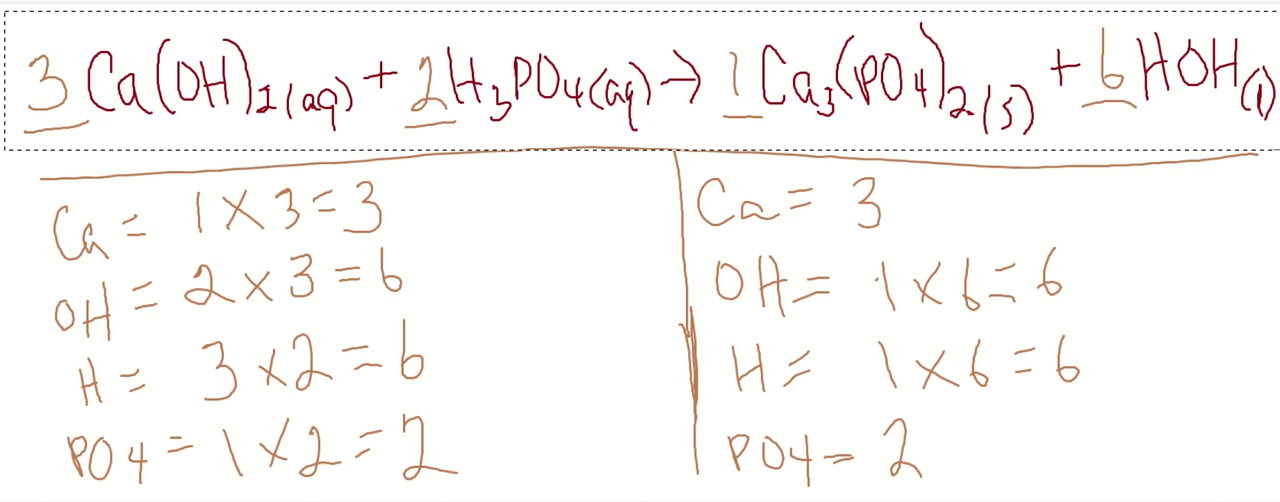 3 Ca(OH)₂(aq) + 2 H₃PO₄(aq) → 1 Ca₃(PO₄)₂(s) + 6 HOH(l)
Ca = 1 × 3 = 3
OH = 2 × 3 = 6
H = 3 × 2 = 6
PO4 = 1 × 2 = 2
Ca = 3
OH = 1 × 6 = 6
H = 1 × 6 = 6
PO4 = 2